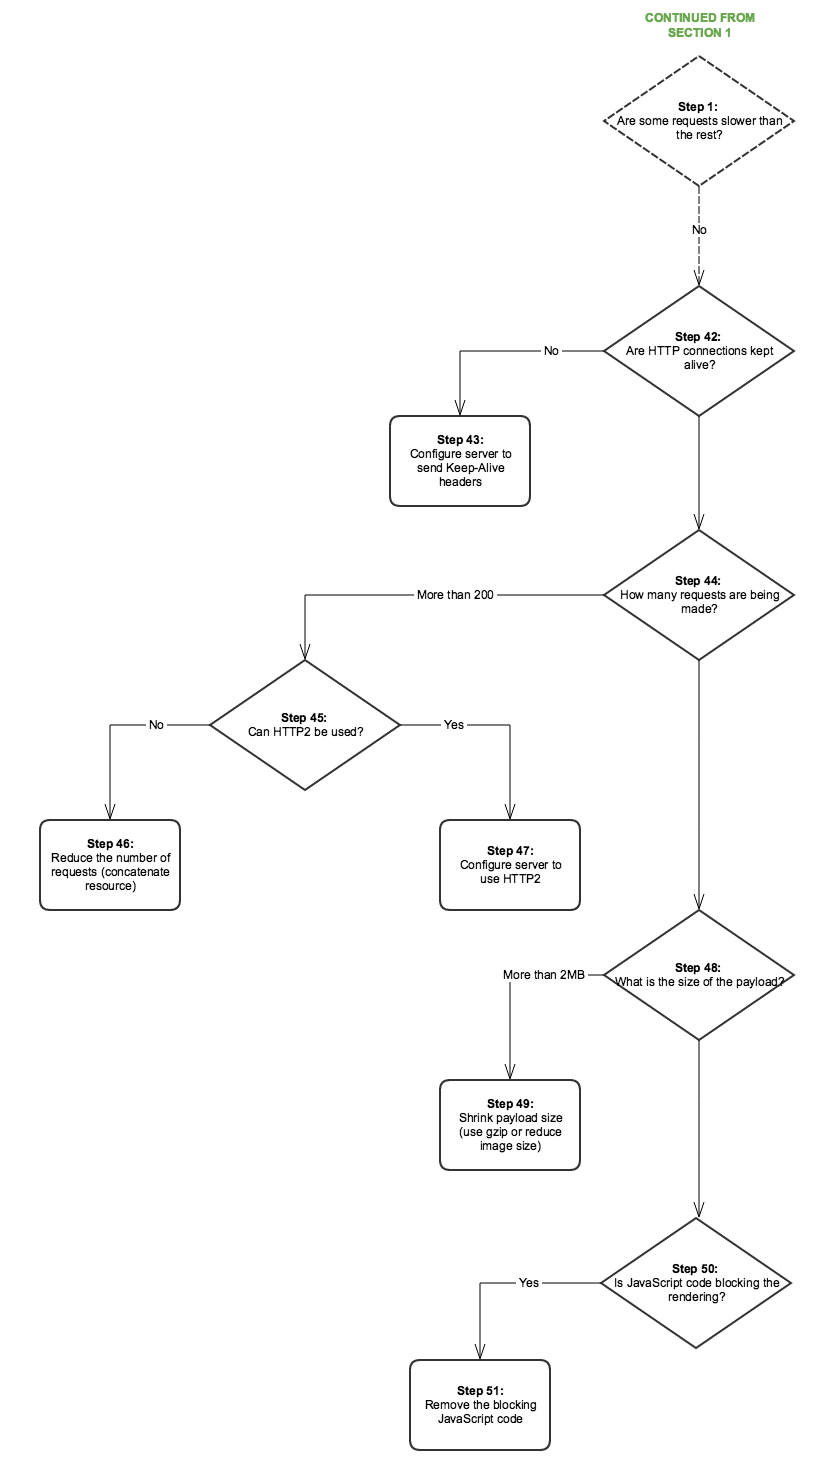 CONTINUED FROM
SECTION 1
Step 1:
Are some requests slower than
the rest?
No
Step 42:
Are HTTP connections kept
alive?
No
Step 43:
Configure server to
send Keep-Alive
headers
Step 44:
How many requests are being
made?
More than 200
Step 45:
Can HTTP2 be used?
No
Yes
Step 46:
Reduce the number of
requests (concatenate
resource)
Step 47:
Configure server to
use HTTP2
Step 48:
What is the size of the payload?
More than 2MB
Step 49:
Shrink payload size
(use gzip or reduce
image size)
Step 50:
Is JavaScript code blocking the
rendering?
Yes
Step 51:
Remove the blocking
JavaScript code